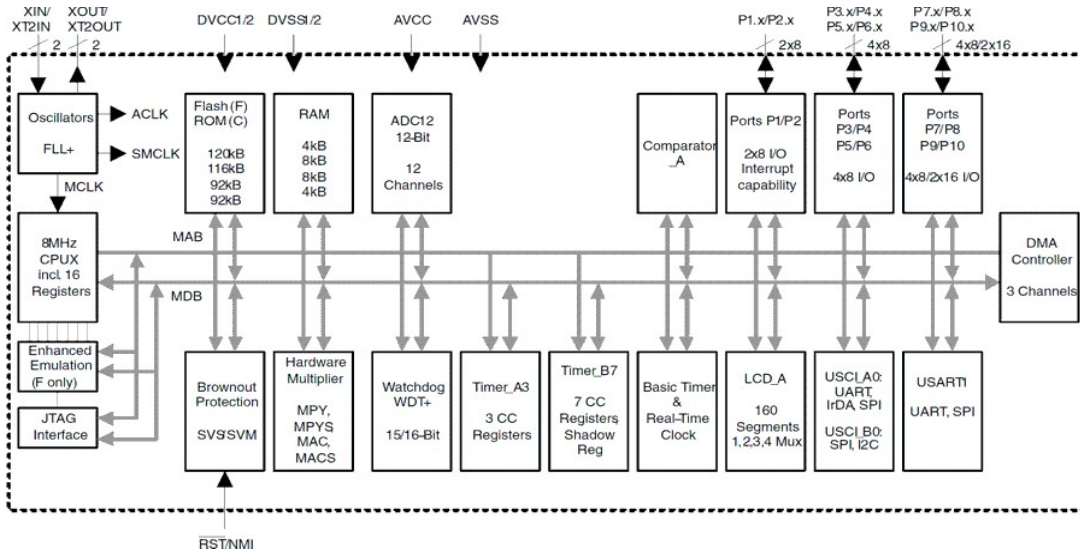 XIN/
XT2IN
XOUT/
XT2OUT
DVCC1/2
DVSS1/2
AVCC
AVSS
P1.x/P2.x
P3.x/P4.x
P5.x/P6.x
P7.x/P8.x
P9.x/P10.x
2
2
2x8
4x8
4x8/2x16
Oscillators
FLL+
ACLK
SMCLK
MCLK
Flash (F)
ROM (C)
120kB
116kB
92kB
92kB
RAM
4kB
8kB
8kB
4kB
ADC12
12-Bit
12
Channels
Comparator
_A
Ports P1/P2
2x8 I/O
Interrupt
capability
Ports
P3/P4
P5/P6
4x8 I/O
Ports
P7/P8
P9/P10
4x8/2x16 I/O
8MHz
CPUX
incl. 16
Registers
MAB
MDB
DMA
Controller
3 Channels
Enhanced
Emulation
(F only)
JTAG
Interface
Brownout
Protection
SVS/SVM
Hardware
Multiplier
MPY,
MPYS,
MAC,
MACS
Watchdog
WDT+
15/16-Bit
Timer_A3
3 CC
Registers
Timer_B7
7 CC
Registers,
Shadow
Reg
Basic Timer
&
Real-Time
Clock
LCD_A
160
Segments
1,2,3,4 Mux
USCI_A0:
UART,
IrDA, SPI
USCI_B0:
SPI, I2C
USART1
UART, SPI
RST/NMI